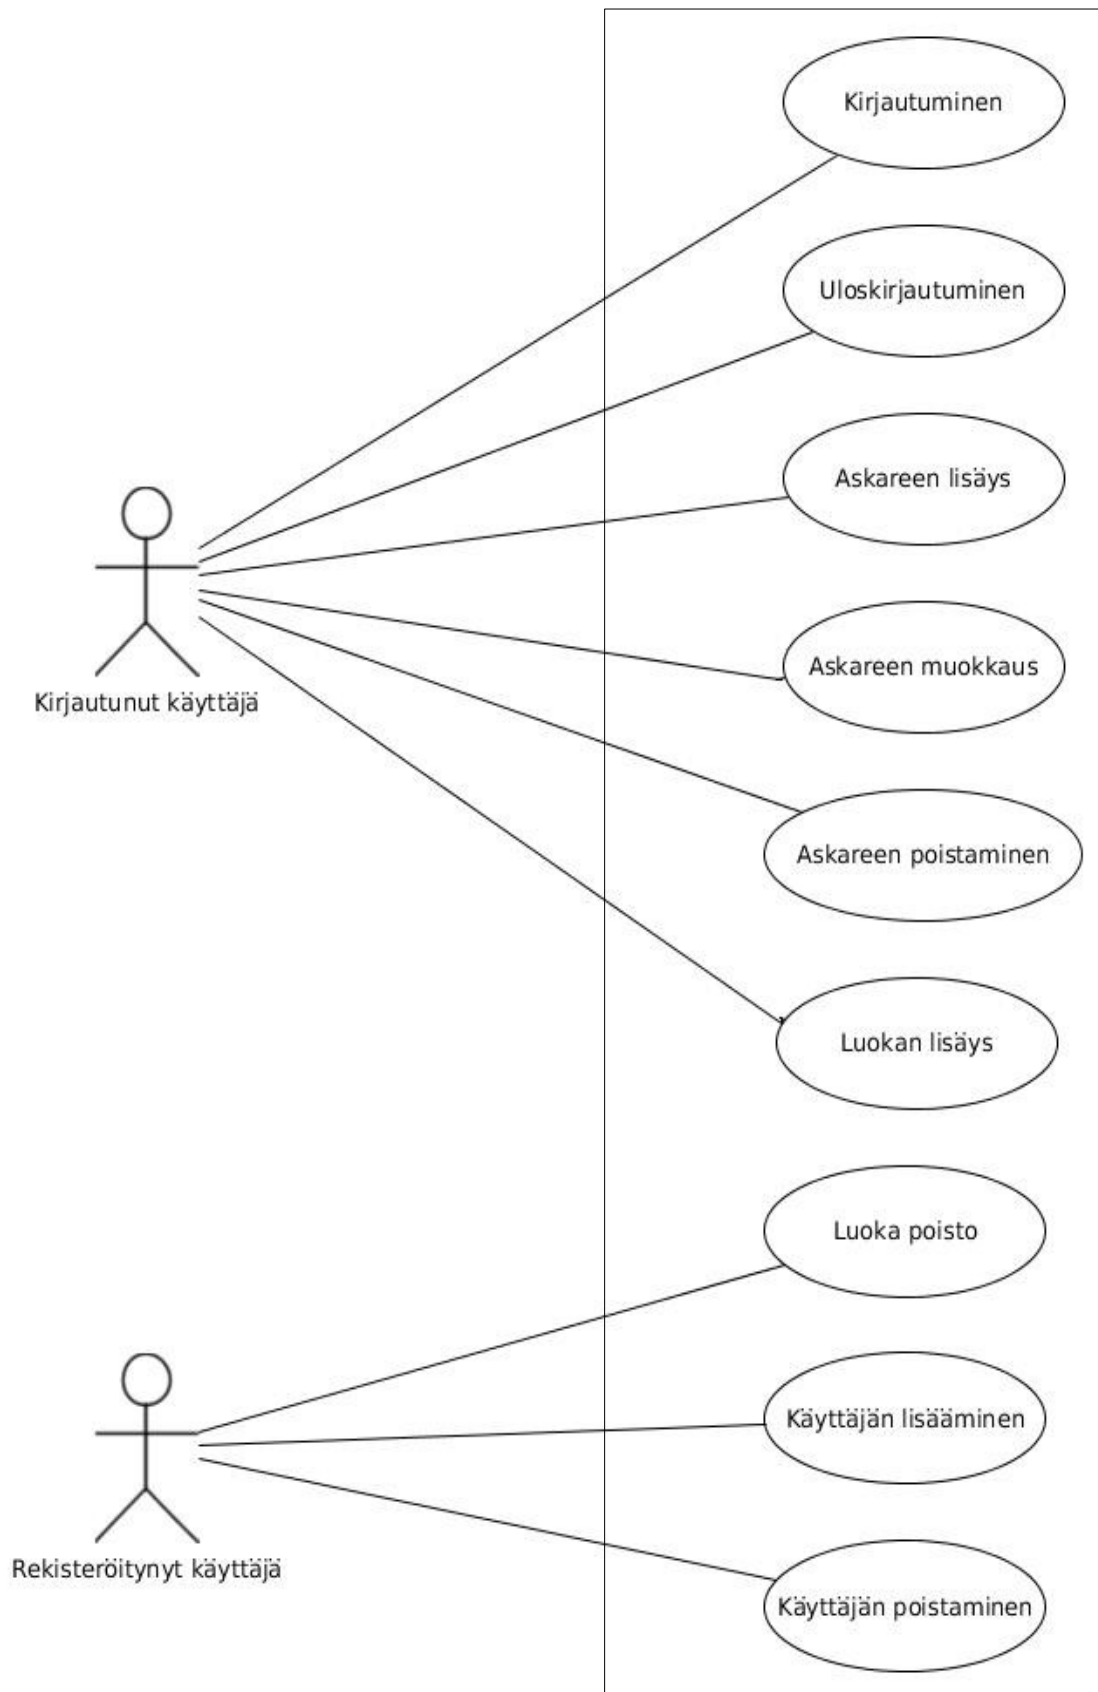 Kirjautuminen
Uloskirjautuminen
Askareen lisäys
Askareen muokkaus
Kirjautunut käyttäjä
Askareen poistaminen
Luokan lisäys
Luoka poisto
Käyttäjän lisääminen
Rekisteröitynyt käyttäjä
Käyttäjän poistaminen